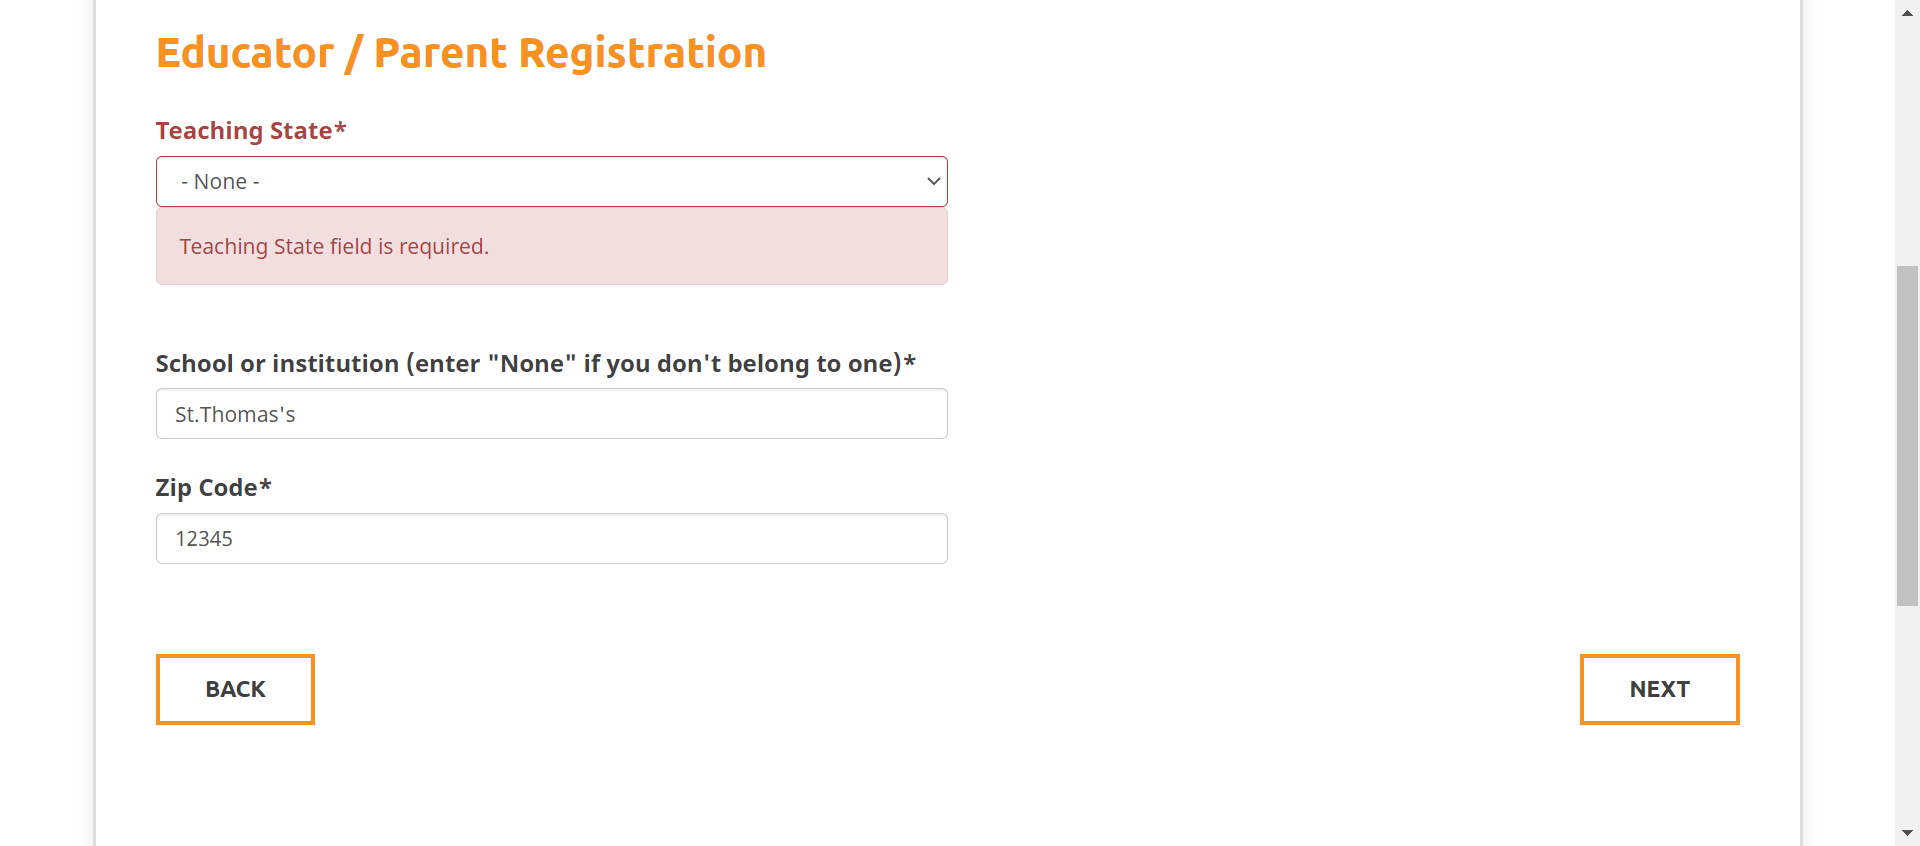 Educator / Parent Registration
Teaching State*
- None -
Teaching State field is required.
School or institution (enter "None" if you don't belong to one)*
St.Thomas's
Zip Code*
12345
BACK
NEXT